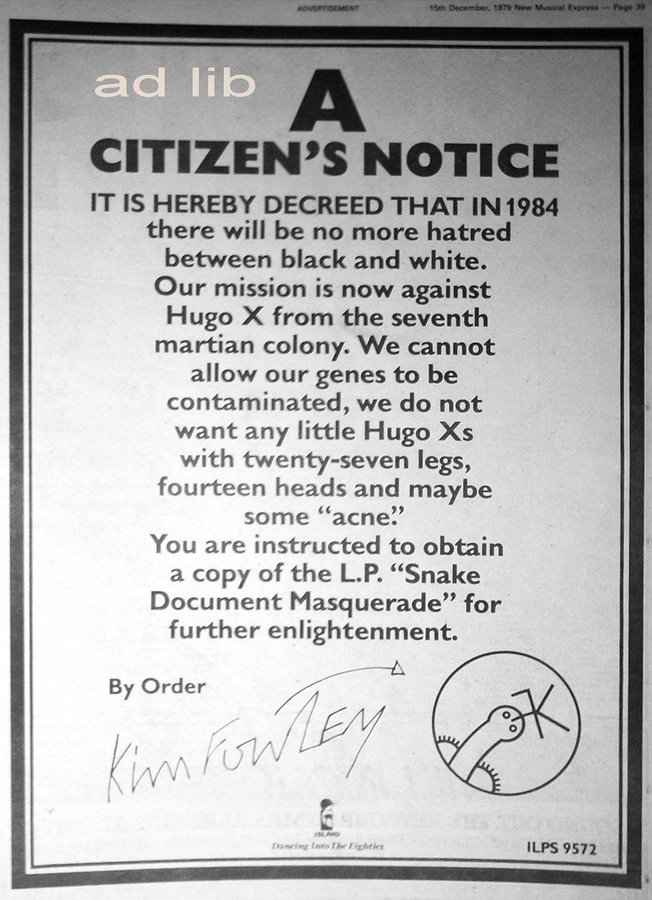 ADVERTISEMENT
15th December, 1979 New Musical Express — Page 39
ad lib
A
CITIZEN'S NOTICE
IT IS HEREBY DECREED THAT IN 1984
there will be no more hatred
between black and white.
Our mission is now against
Hugo X from the seventh
martian colony. We cannot
allow our genes to be
contaminated, we do not
want any little Hugo Xs
with twenty-seven legs,
fourteen heads and maybe
some “acne.”
You are instructed to obtain
a copy of the L.P. “Snake
Document Masquerade” for
further enlightenment.
By Order
Kim Fowley
ISLAND
Dancing Into The Eighties
ILPS 9572